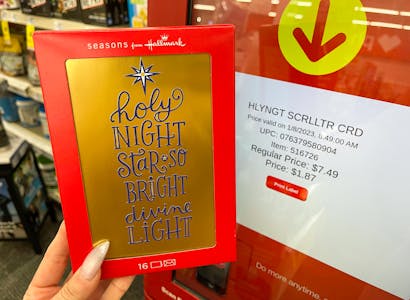 seasons from Hallmark
holy
NIGHT
STAR SO
BRIGHT
divine
LIGHT
16
HLYNGT SCRLLTR CRD
Price valid on 1/8/2023, 8:49:00 AM
UPC: 076379580904
Item: 516726
Regular Price: $7.49
Price: $1.87
Print Label
Do more anytime,